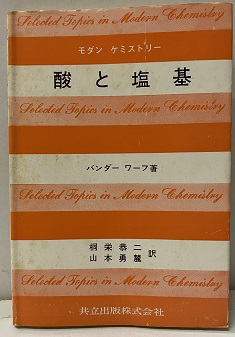 Selected Topics in Modern Chemistry
モダン ケミストリー
酸と塩基
Selected Topics in Modern Chemistry
バンダー ワーフ著
Selected Topics in Modern Chemistry
桐栄恭二
山本勇麓 訳
Selected Topics in Modern Chemistry
共立出版株式会社